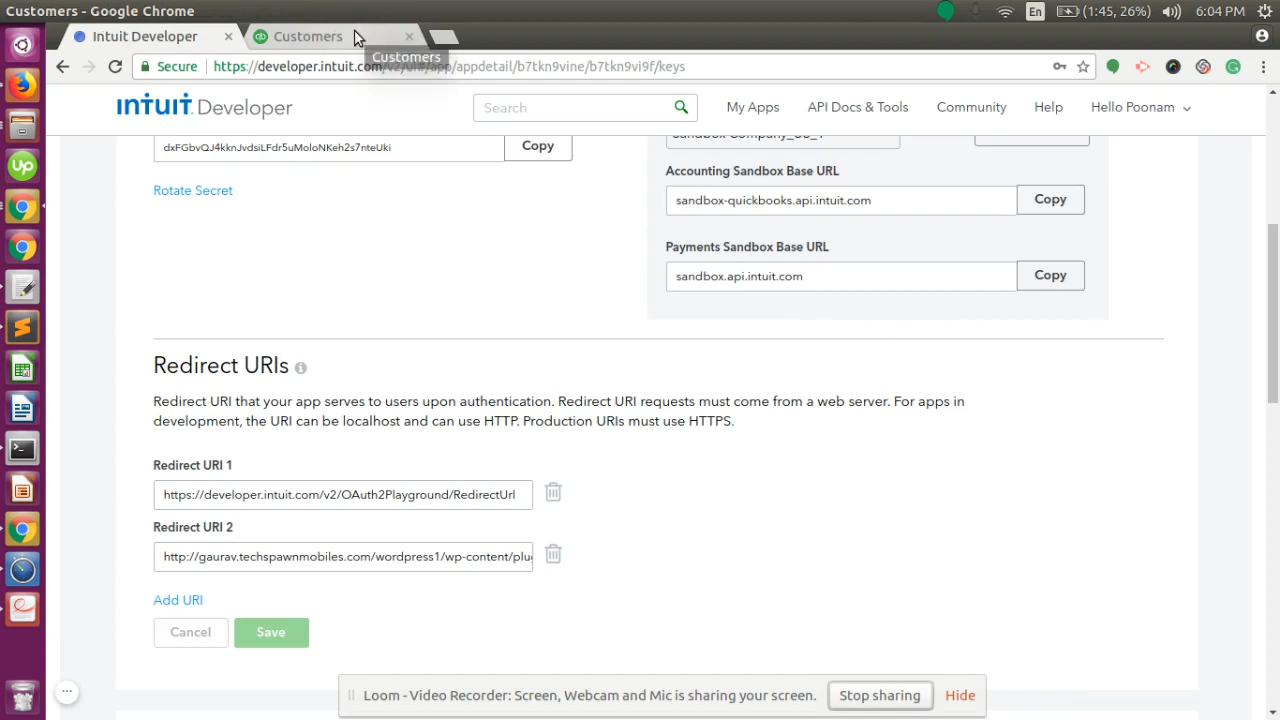 Customers - Google Chrome
En
(1:45, 26%)
6:04 PM
Intuit Developer
Customers
Customers
Secure
https://developer.intuit.com/v2/ui#/app/appdetail/b7tkn9vine/b7tkn9vi9f/keys
intuit Developer
Search
My Apps
API Docs & Tools
Community
Help
Hello Poonam
dxFGbvQJ4kknJvdsiLFdr5uMoloNKeh2s7nteUki
Copy
Rotate Secret
Sandbox Company_US_1
Accounting Sandbox Base URL
sandbox-quickbooks.api.intuit.com
Copy
Payments Sandbox Base URL
sandbox.api.intuit.com
Copy
Redirect URIs
Redirect URI that your app serves to users upon authentication. Redirect URI requests must come from a web server. For apps in
development, the URI can be localhost and can use HTTP. Production URIs must use HTTPS.
Redirect URI 1
https://developer.intuit.com/v2/OAuth2Playground/RedirectUrl
Redirect URI 2
http://gaurav.techspawnmobiles.com/wordpress1/wp-content/plu
Add URI
Cancel
Save
Loom - Video Recorder: Screen, Webcam and Mic is sharing your screen.
Stop sharing
Hide